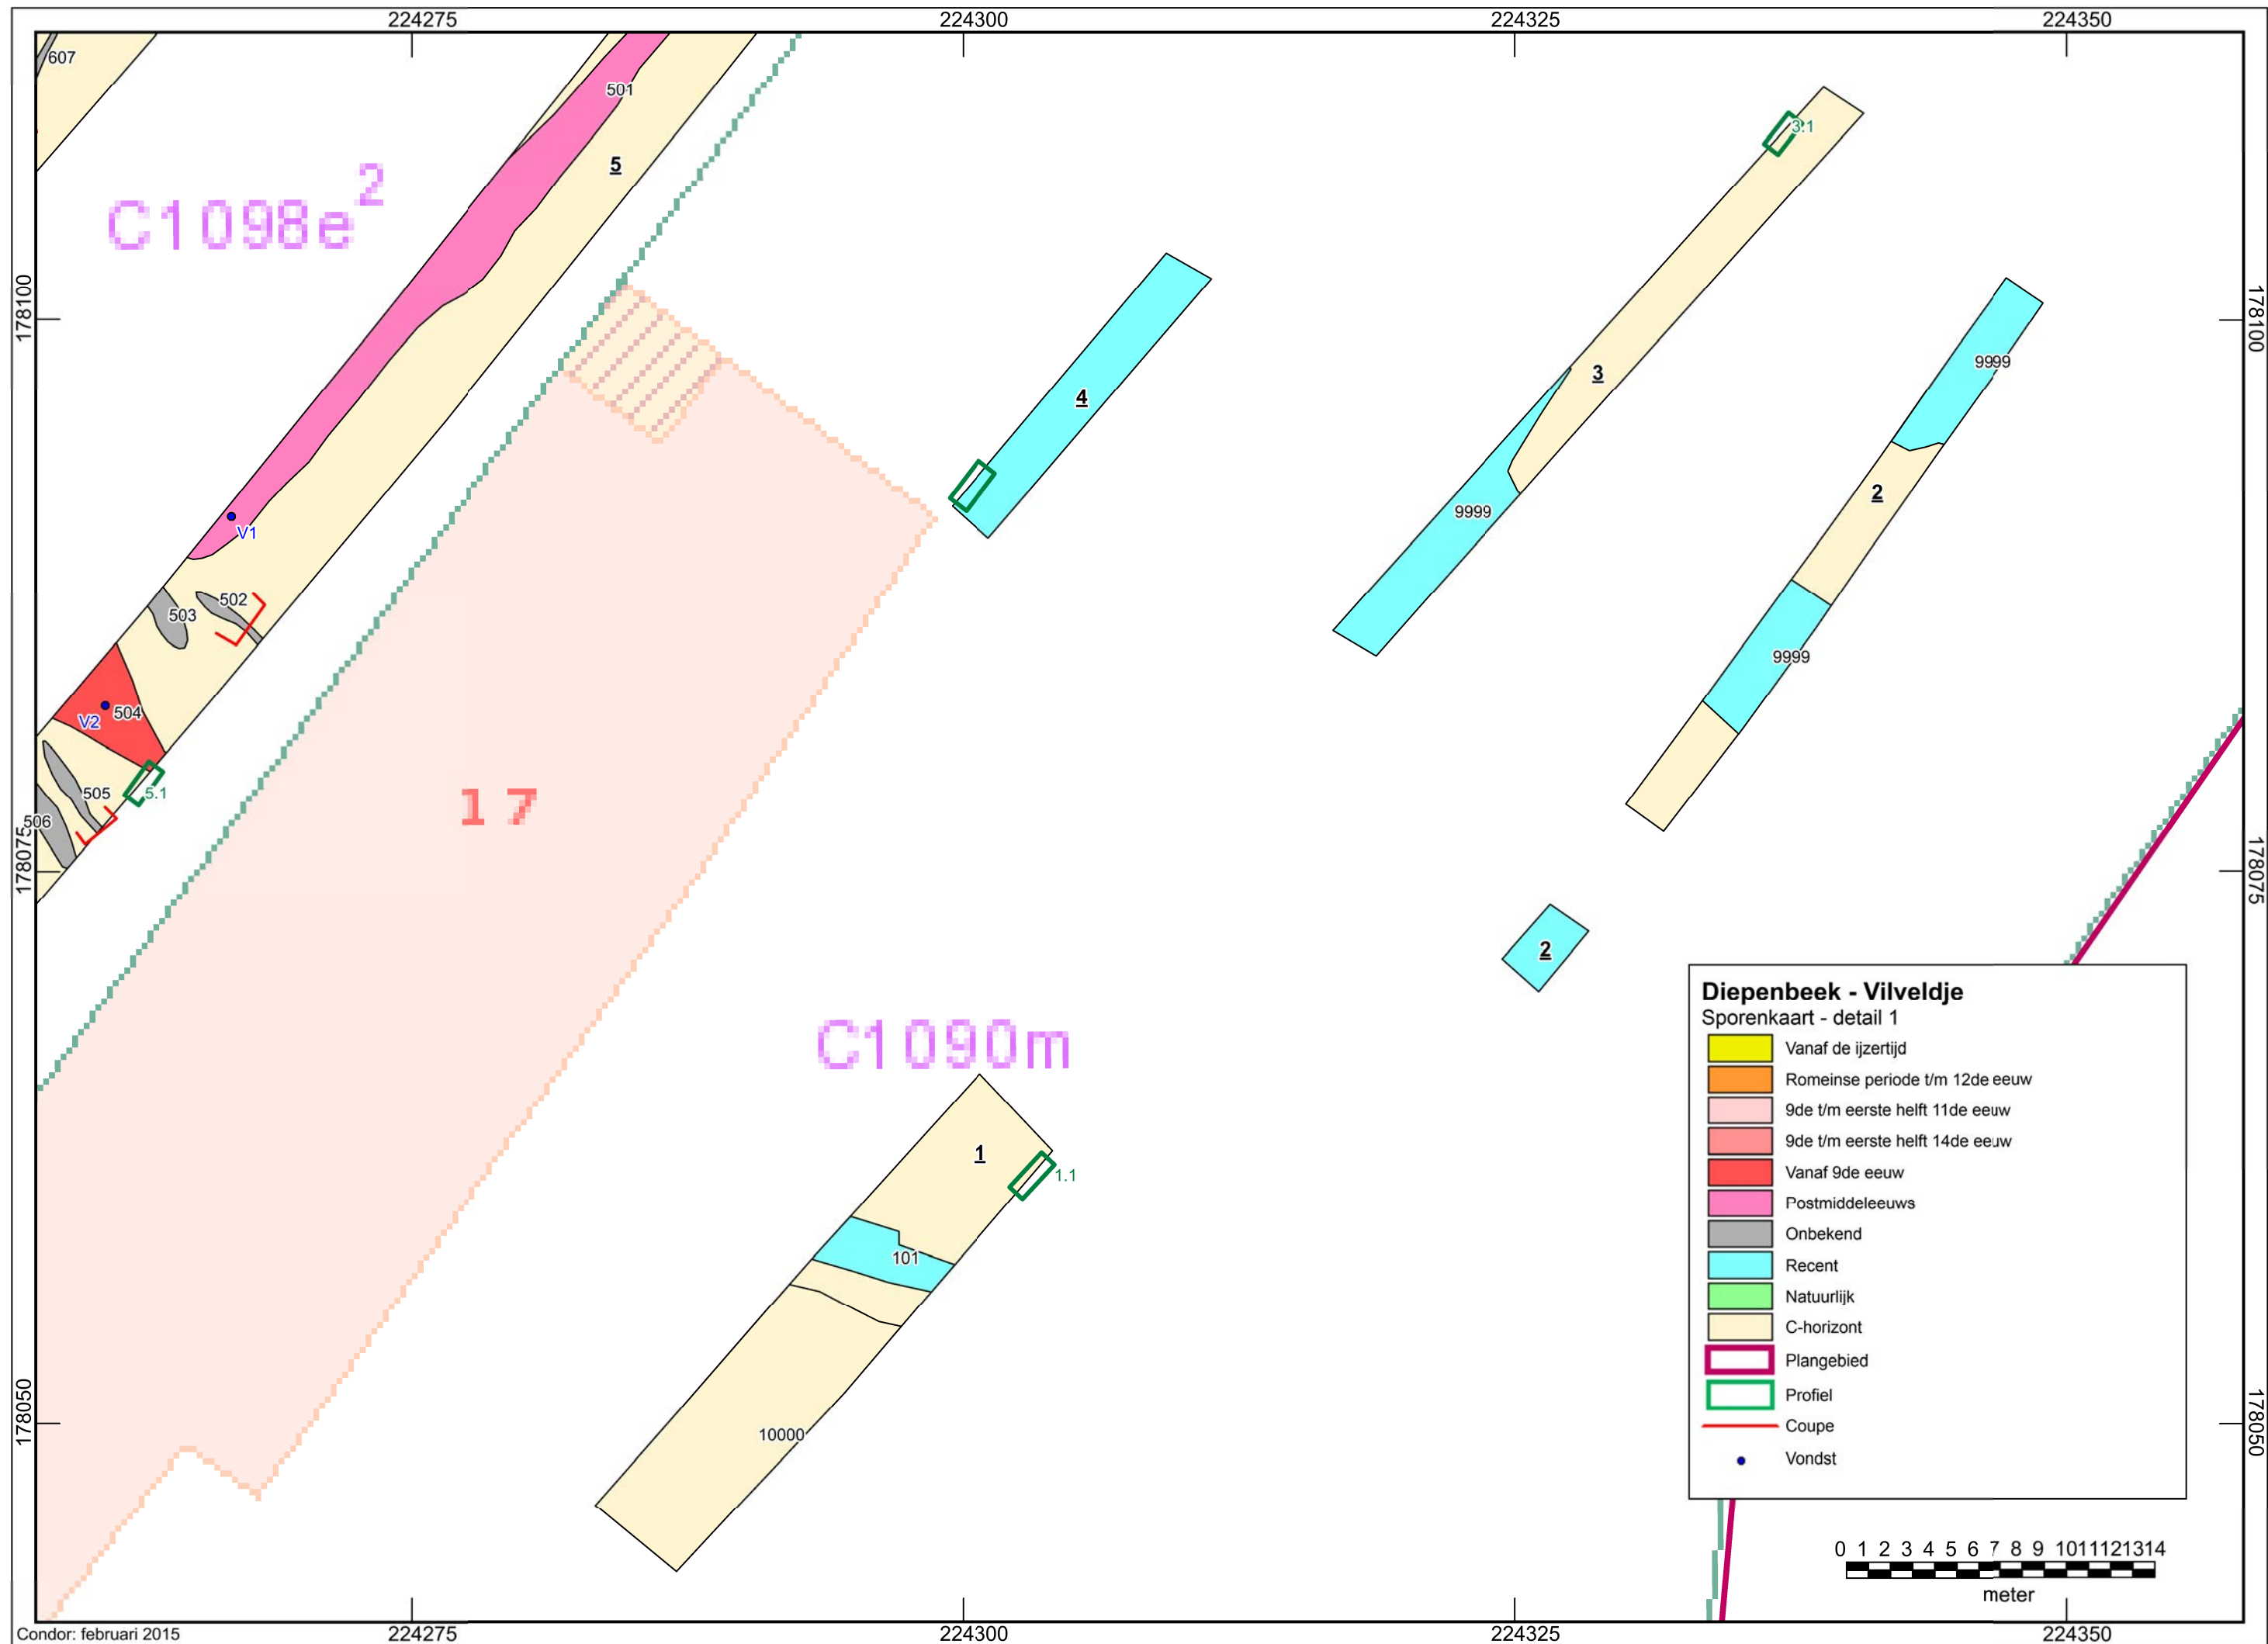 224275
224300
224325
224350
607
501
3.1
5
C1098e²
178100
178100
9999
3
4
2
9999
V1
502
503
9999
504
V2
5.1
505
17
506
178075
178075
2
C1090m
1
1.1
101
10000
178050
178050
Diepenbeek - Vilveldje
Sporenkaart - detail 1
Vanaf de ijzertijd
Romeinse periode t/m 12de eeuw
9de t/m eerste helft 11de eeuw
9de t/m eerste helft 14de eeuw
Vanaf 9de eeuw
Postmiddeleeuws
Onbekend
Recent
Natuurlijk
C-horizont
Plangebied
Profiel
Coupe
Vondst
0 1 2 3 4 5 6 7 8 9 1011121314
meter
Condor: februari 2015
224275
224300
224325
224350